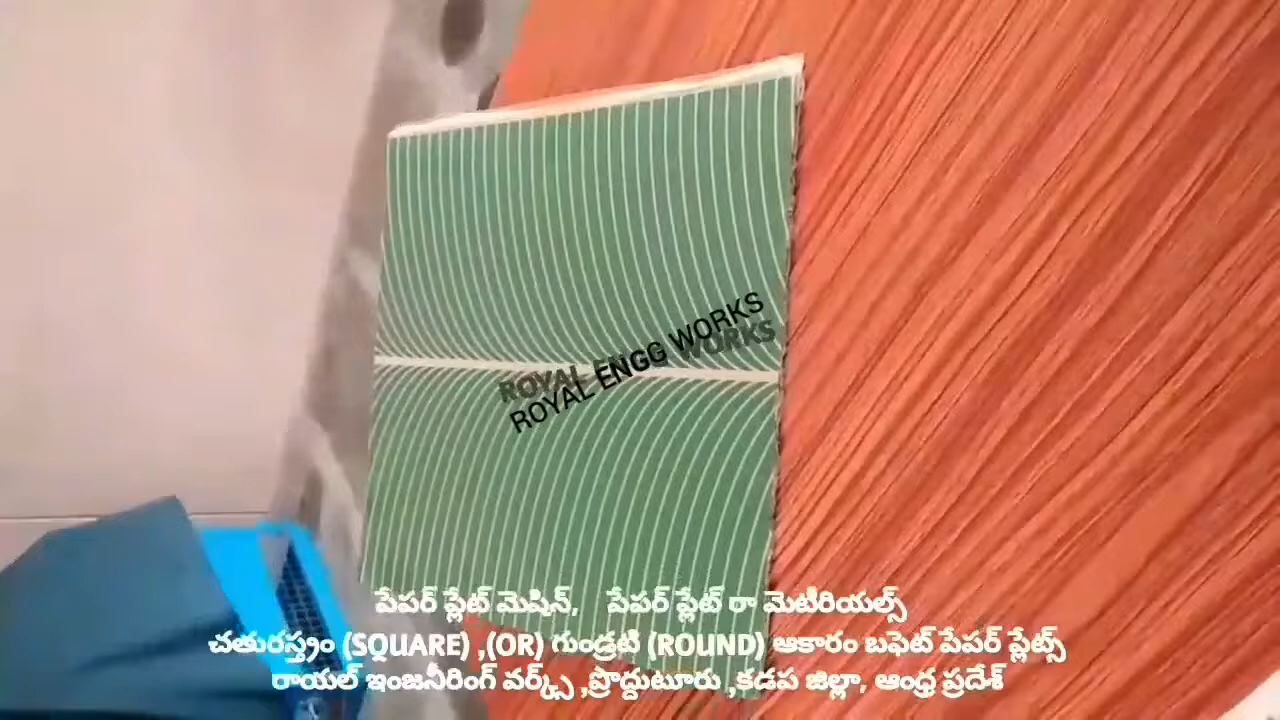 ROYAL ENGG WORKS
ROYAL ENGG WORKS
పేపర్ ప్లేట్ మెషిన్, పేపర్ ప్లేట్ రా మెటీరియల్స్
చతురస్త్రం (SQUARE) ,(OR) గుండ్రటి (ROUND) ఆకారం బఫెట్ పేపర్ ప్లేట్స్
రాయల్ ఇంజనీరింగ్ వర్క్స్ ,ప్రొద్దుటూరు ,కడప జిల్లా, ఆంధ్ర ప్రదేశ్